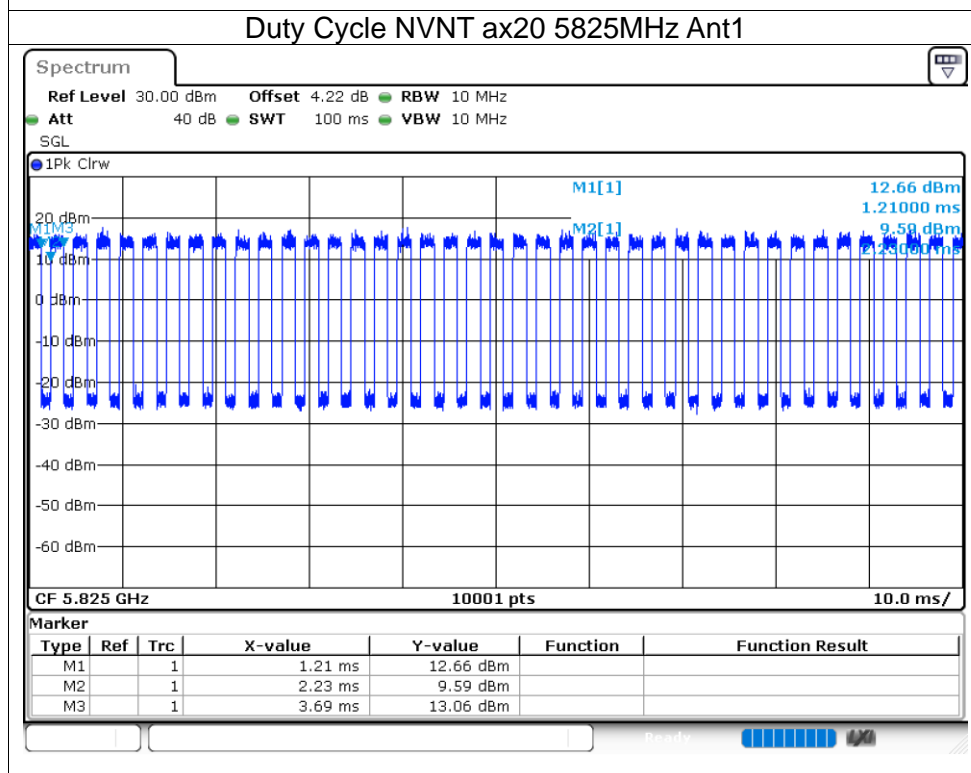 Duty Cycle NVNT ax20 5825MHz Ant1
Spectrum
Ref Level 30.00 dBm Offset 4.22 dB RBW 10 MHz
Att 40 dB SWT 100 ms VBW 10 MHz
SGL
1Pk Clrw
M1[1] 12.66 dBm
1.21000 ms
20 dBm
M1M3
M2[1] 9.59 dBm
10 dBm
2.23000 ms
0 dBm
-10 dBm
-20 dBm
-30 dBm
-40 dBm
-50 dBm
-60 dBm
CF 5.825 GHz 10001 pts 10.0 ms/
Marker
Type Ref Trc X-value Y-value Function Function Result
M1 1 1.21 ms 12.66 dBm
M2 1 2.23 ms 9.59 dBm
M3 1 3.69 ms 13.06 dBm
Ready LXI